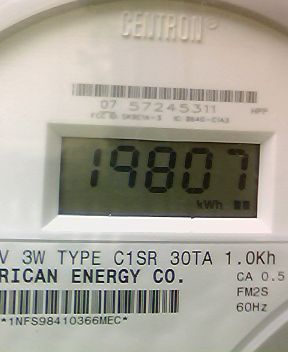 CENTRON®
07 57245311
19807
kWh
V 3W TYPE C1SR 30TA 1.0Kh
RICAN ENERGY CO.
CA 0.5
FM2S
60Hz
*1NFS98410366MEC*